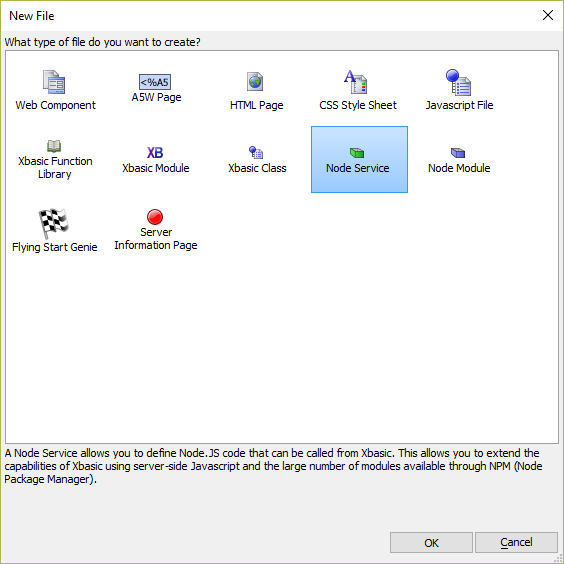 New File
What type of file do you want to create?
<%A5
Web Component
A5W Page
HTML Page
A
CSS Style Sheet
Javascript File
XB
Xbasic Function
Library
Xbasic Module
Xbasic Class
Node Service
Node Module
Flying Start Genie
Server
Information Page
A Node Service allows you to define Node.JS code that can be called from Xbasic. This allows you to extend the
capabilities of Xbasic using server-side Javascript and the large number of modules available through NPM (Node
Package Manager).
OK
Cancel